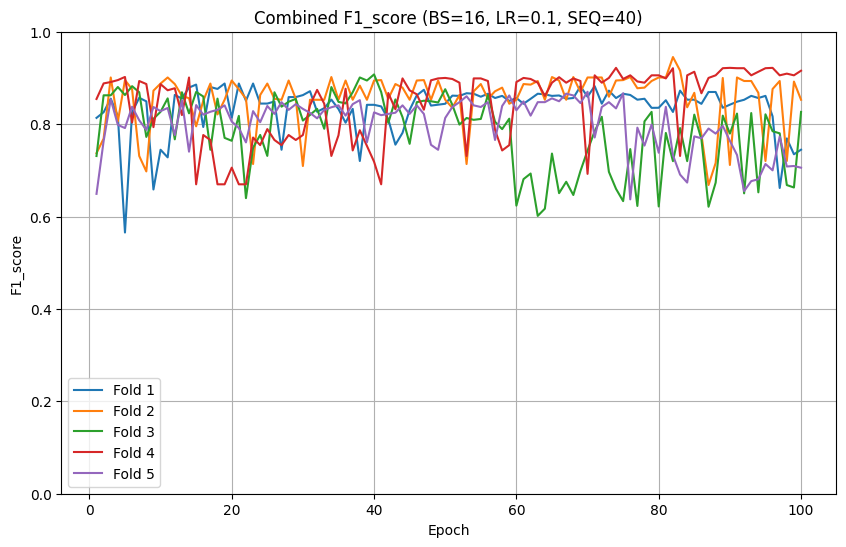 Combined F1_score (BS=16, LR=0.1, SEQ=40)
F1_score
1.0
0.8
0.6
0.4
0.2
0.0
Fold 1
Fold 2
Fold 3
Fold 4
Fold 5
0 20 40 60 80 100
Epoch